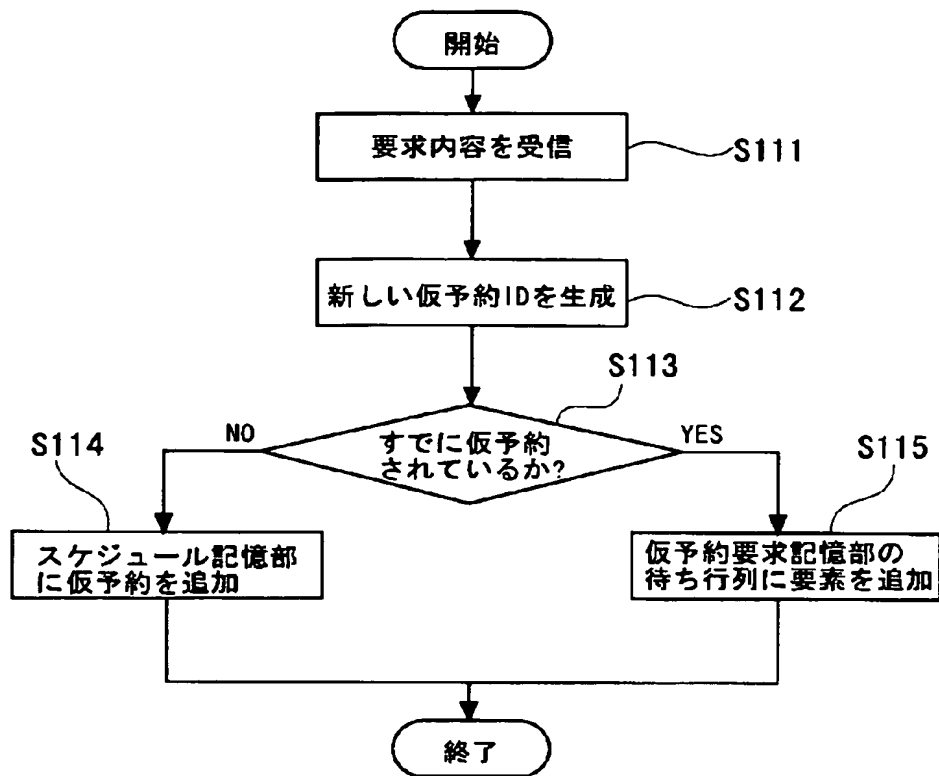 開始
要求内容を受信
S111
新しい仮予約IDを生成
S112
S113
すでに仮予約
されているか?
NO
YES
S114
スケジュール記憶部
に仮予約を追加
S115
仮予約要求記憶部の
待ち行列に要素を追加
終了